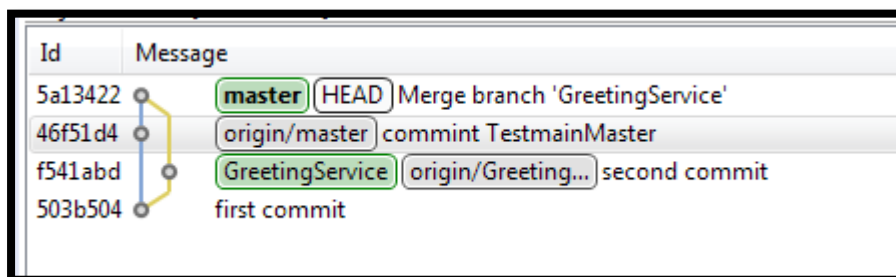 Id Message
5a13422 master HEAD Merge branch 'GreetingService'
46f51d4 origin/master commint TestmainMaster
f541abd GreetingService origin/Greeting... second commit
503b504 first commit